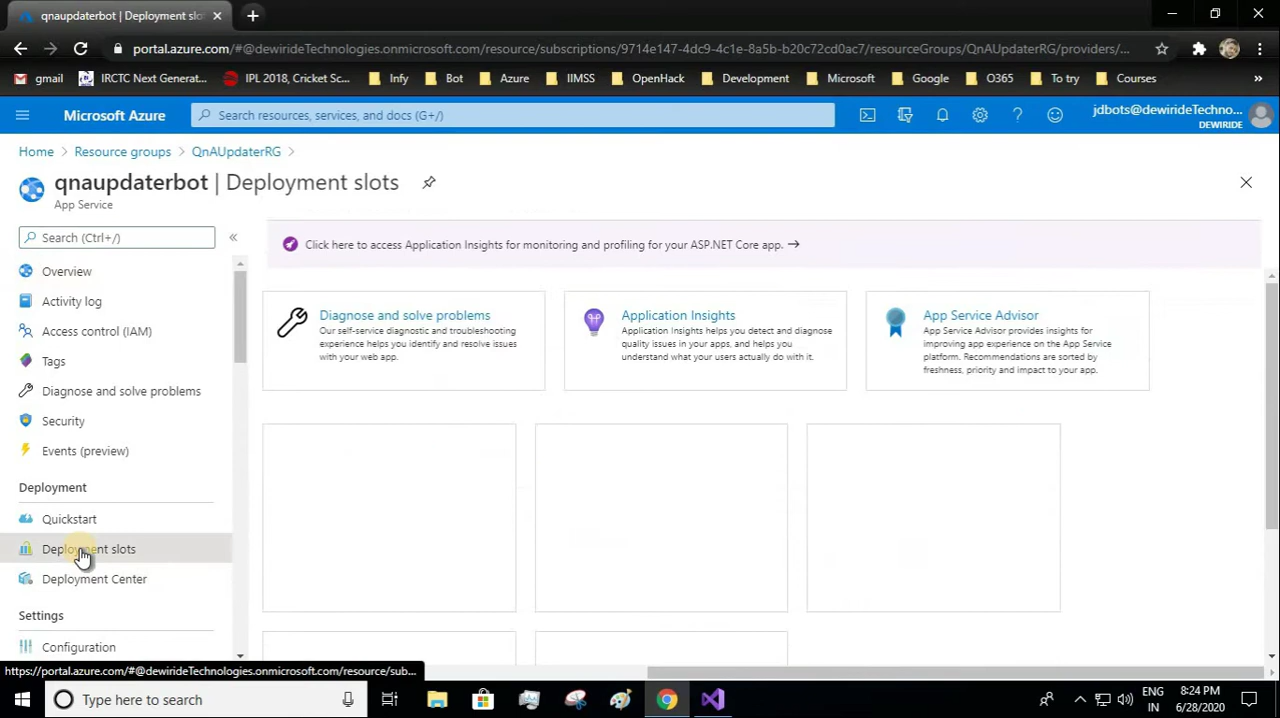 qnaupdaterbot | Deployment slo
portal.azure.com/#@dewirideTechnologies.onmicrosoft.com/resource/subscriptions/9714e147-4dc9-4c1e-8a5b-b20c72cd0ac7/resourceGroups/QnAUpdaterRG/providers/...
gmail
IRCTC Next Generat...
IPL 2018, Cricket Sc...
Infy
Bot
Azure
IIMSS
OpenHack
Development
Microsoft
Google
O365
To try
Courses
»
Microsoft Azure
Search resources, services, and docs (G+/)
jdbots@dewirideTechno...
DEWIRIDE
Home > Resource groups > QnAUpdaterRG >
qnaupdaterbot | Deployment slots
App Service
Search (Ctrl+/)
«
Click here to access Application Insights for monitoring and profiling for your ASP.NET Core app. →
Overview
Activity log
Access control (IAM)
Tags
Diagnose and solve problems
Security
Events (preview)
Deployment
Quickstart
Deployment slots
Deployment Center
Settings
Configuration
Diagnose and solve problems
Our self-service diagnostic and troubleshooting
experience helps you identify and resolve issues
with your web app.
Application Insights
Application Insights helps you detect and diagnose
quality issues in your apps, and helps you
understand what your users actually do with it.
App Service Advisor
App Service Advisor provides insights for
improving app experience on the App Service
platform. Recommendations are sorted by
freshness, priority and impact to your app.
https://portal.azure.com/#@dewirideTechnologies.onmicrosoft.com/resource/sub...
Type here to search
ENG
IN
8:24 PM
6/28/2020